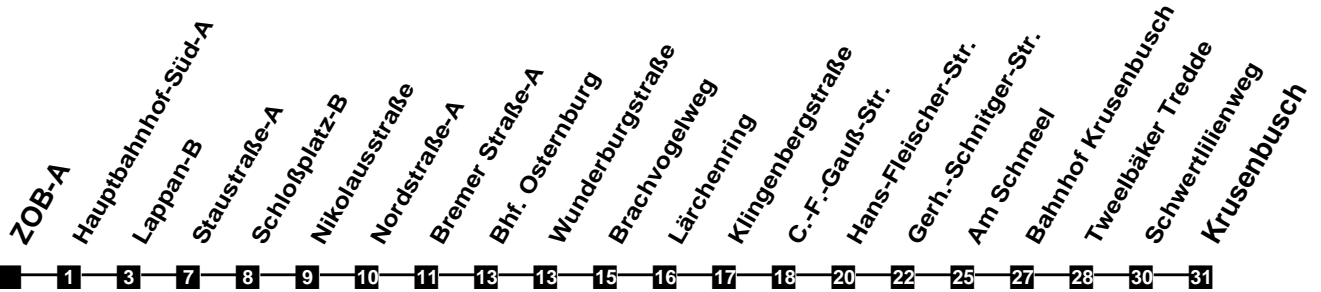 ZOB-A
Hauptbahnhof-Süd-A
Lappan-B
Staustraße-A
Schloßplatz-B
Nikolausstraße
Nordstraße-A
Bremer Straße-A
Bhf. Osternburg
Wunderburgstraße
Brachvogelweg
Lärchenring
Klingenbergstraße
C.-F.-Gauß-Str.
Hans-Fleischer-Str.
Gerh.-Schnitger-Str.
Am Schmeel
Bahnhof Krusenbusch
Tweelbäker Tredde
Schwertlilienweg
Krusenbusch
1 3 7 8 9 10 11 13 13 15 16 17 18 20 22 25 27 28 30 31